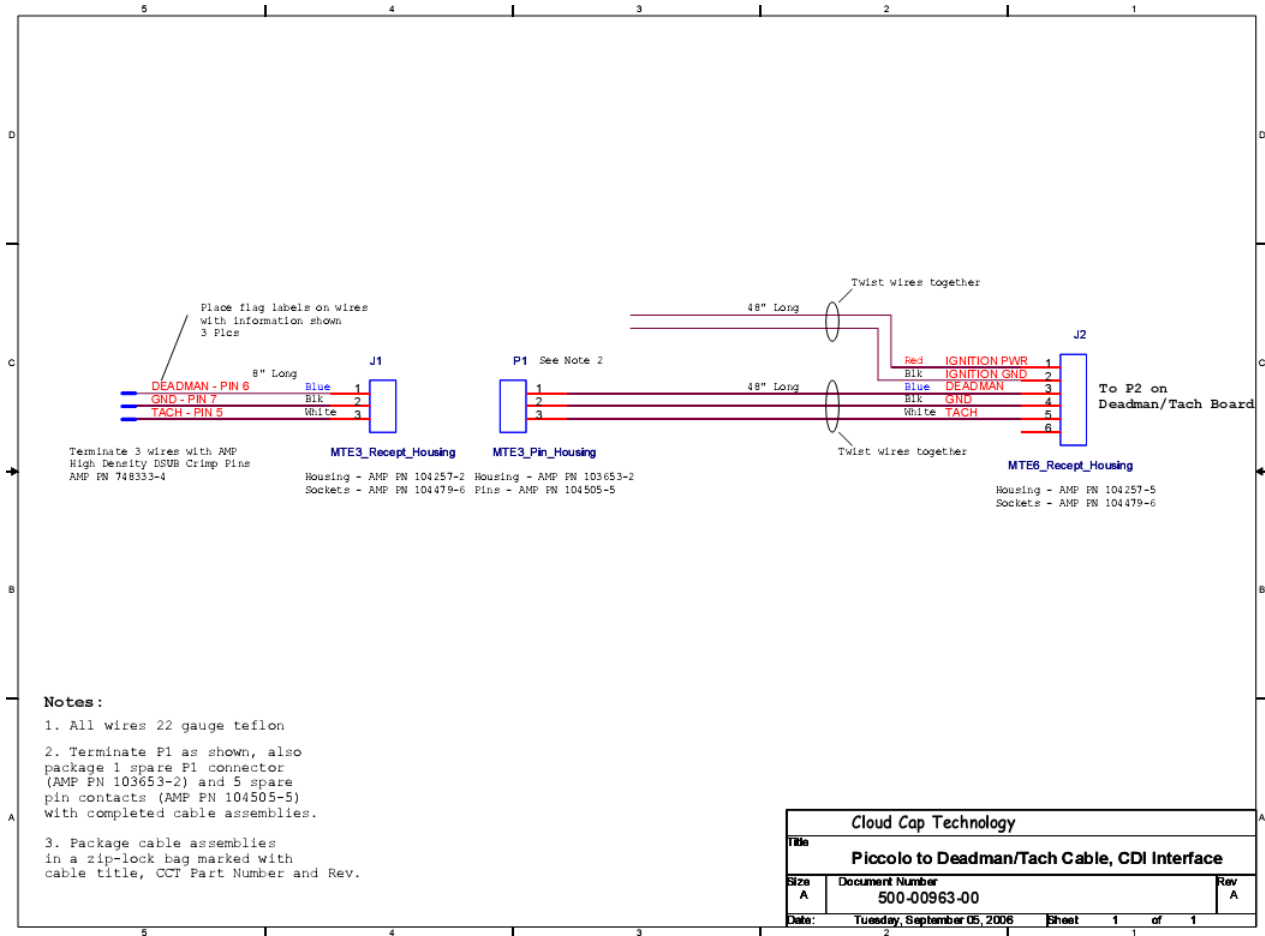 5 4 3 2 1
D D
C C
B B
A A
Twist wires together
48" Long
Place flag labels on wires
with information shown
3 Plcs
J2
J1
P1 See Note 2
8" Long
Red IGNITION PWR 1
Blk IGNITION GND 2
DEADMAN - PIN 6 Blue 1
GND - PIN 7 Blk 2
TACH - PIN 5 White 3
1
2
3
48" Long
Blue DEADMAN 3
Blk GND 4
White TACH 5
6
To P2 on
Deadman/Tach Board
Twist wires together
Terminate 3 wires with AMP
High Density DSUB Crimp Pins
AMP PN 748333-4
MTE3_Recept_Housing
Housing - AMP PN 104257-2
Sockets - AMP PN 104479-6
MTE3_Pin_Housing
Housing - AMP PN 103653-2
Pins - AMP PN 104505-5
MTE6_Recept_Housing
Housing - AMP PN 104257-5
Sockets - AMP PN 104479-6
Notes:
1. All wires 22 gauge teflon
2. Terminate P1 as shown, also
package 1 spare P1 connector
(AMP PN 103653-2) and 5 spare
pin contacts (AMP PN 104505-5)
with completed cable assemblies.
3. Package cable assemblies
in a zip-lock bag marked with
cable title, CCT Part Number and Rev.
Cloud Cap Technology
Title
Piccolo to Deadman/Tach Cable, CDI Interface
Size Document Number Rev
A 500-00963-00 A
Date: Tuesday, September 05, 2006 Sheet 1 of 1
5 4 3 2 1